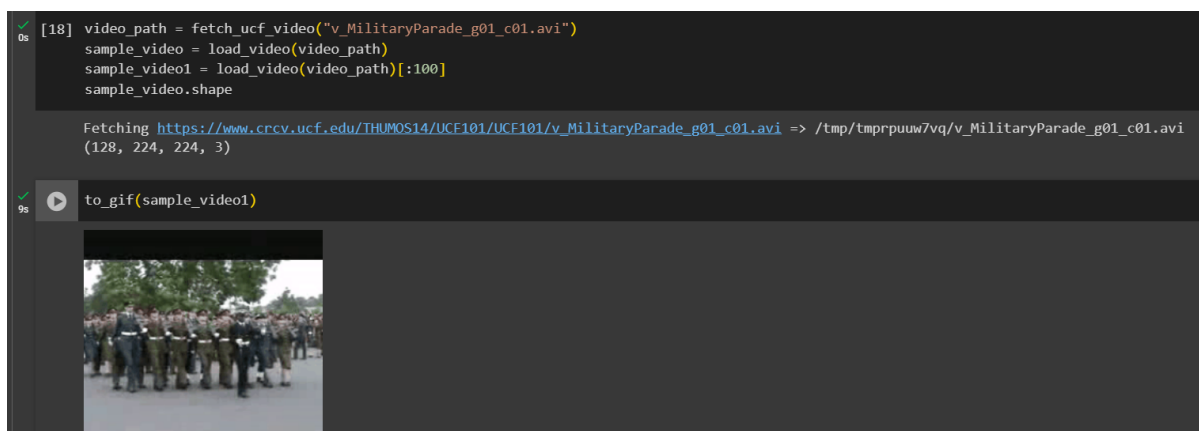 [18] video_path = fetch_ucf_video("v_MilitaryParade_g01_c01.avi")
0s
sample_video = load_video(video_path)
sample_video1 = load_video(video_path)[:100]
sample_video.shape
Fetching https://www.crcv.ucf.edu/THUMOS14/UCF101/UCF101/v_MilitaryParade_g01_c01.avi => /tmp/tmprpuuw7vq/v_MilitaryParade_g01_c01.avi
(128, 224, 224, 3)
to_gif(sample_video1)
9s